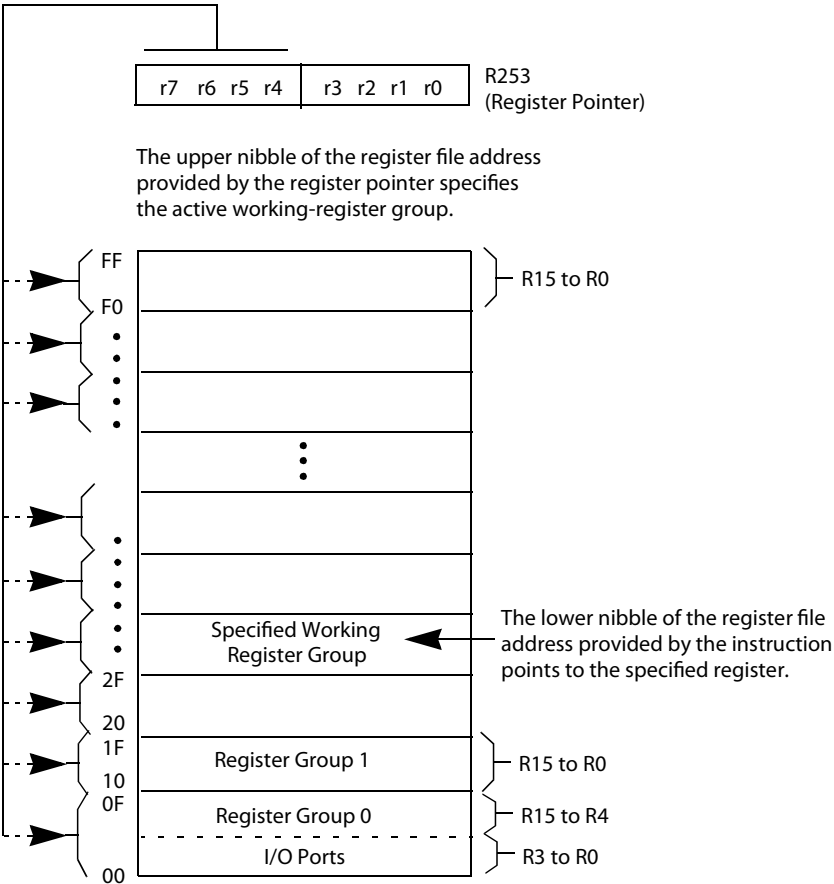 r7 r6 r5 r4 r3 r2 r1 r0
R253
(Register Pointer)
The upper nibble of the register file address
provided by the register pointer specifies
the active working-register group.
FF
R15 to R0
F0
Specified Working
Register Group
The lower nibble of the register file
address provided by the instruction
points to the specified register.
2F
20
1F
Register Group 1
R15 to R0
10
0F
Register Group 0
R15 to R4
I/O Ports
R3 to R0
00